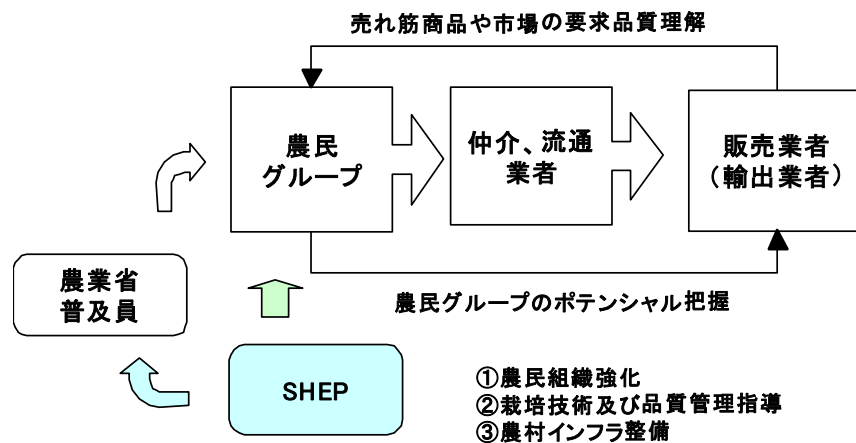 売れ筋商品や市場の要求品質理解
農民
グループ
仲介、流通
業者
販売業者
（輸出業者）
農業省
普及員
農民グループのポテンシャル把握
SHEP
①農民組織強化
②栽培技術及び品質管理指導
③農村インフラ整備